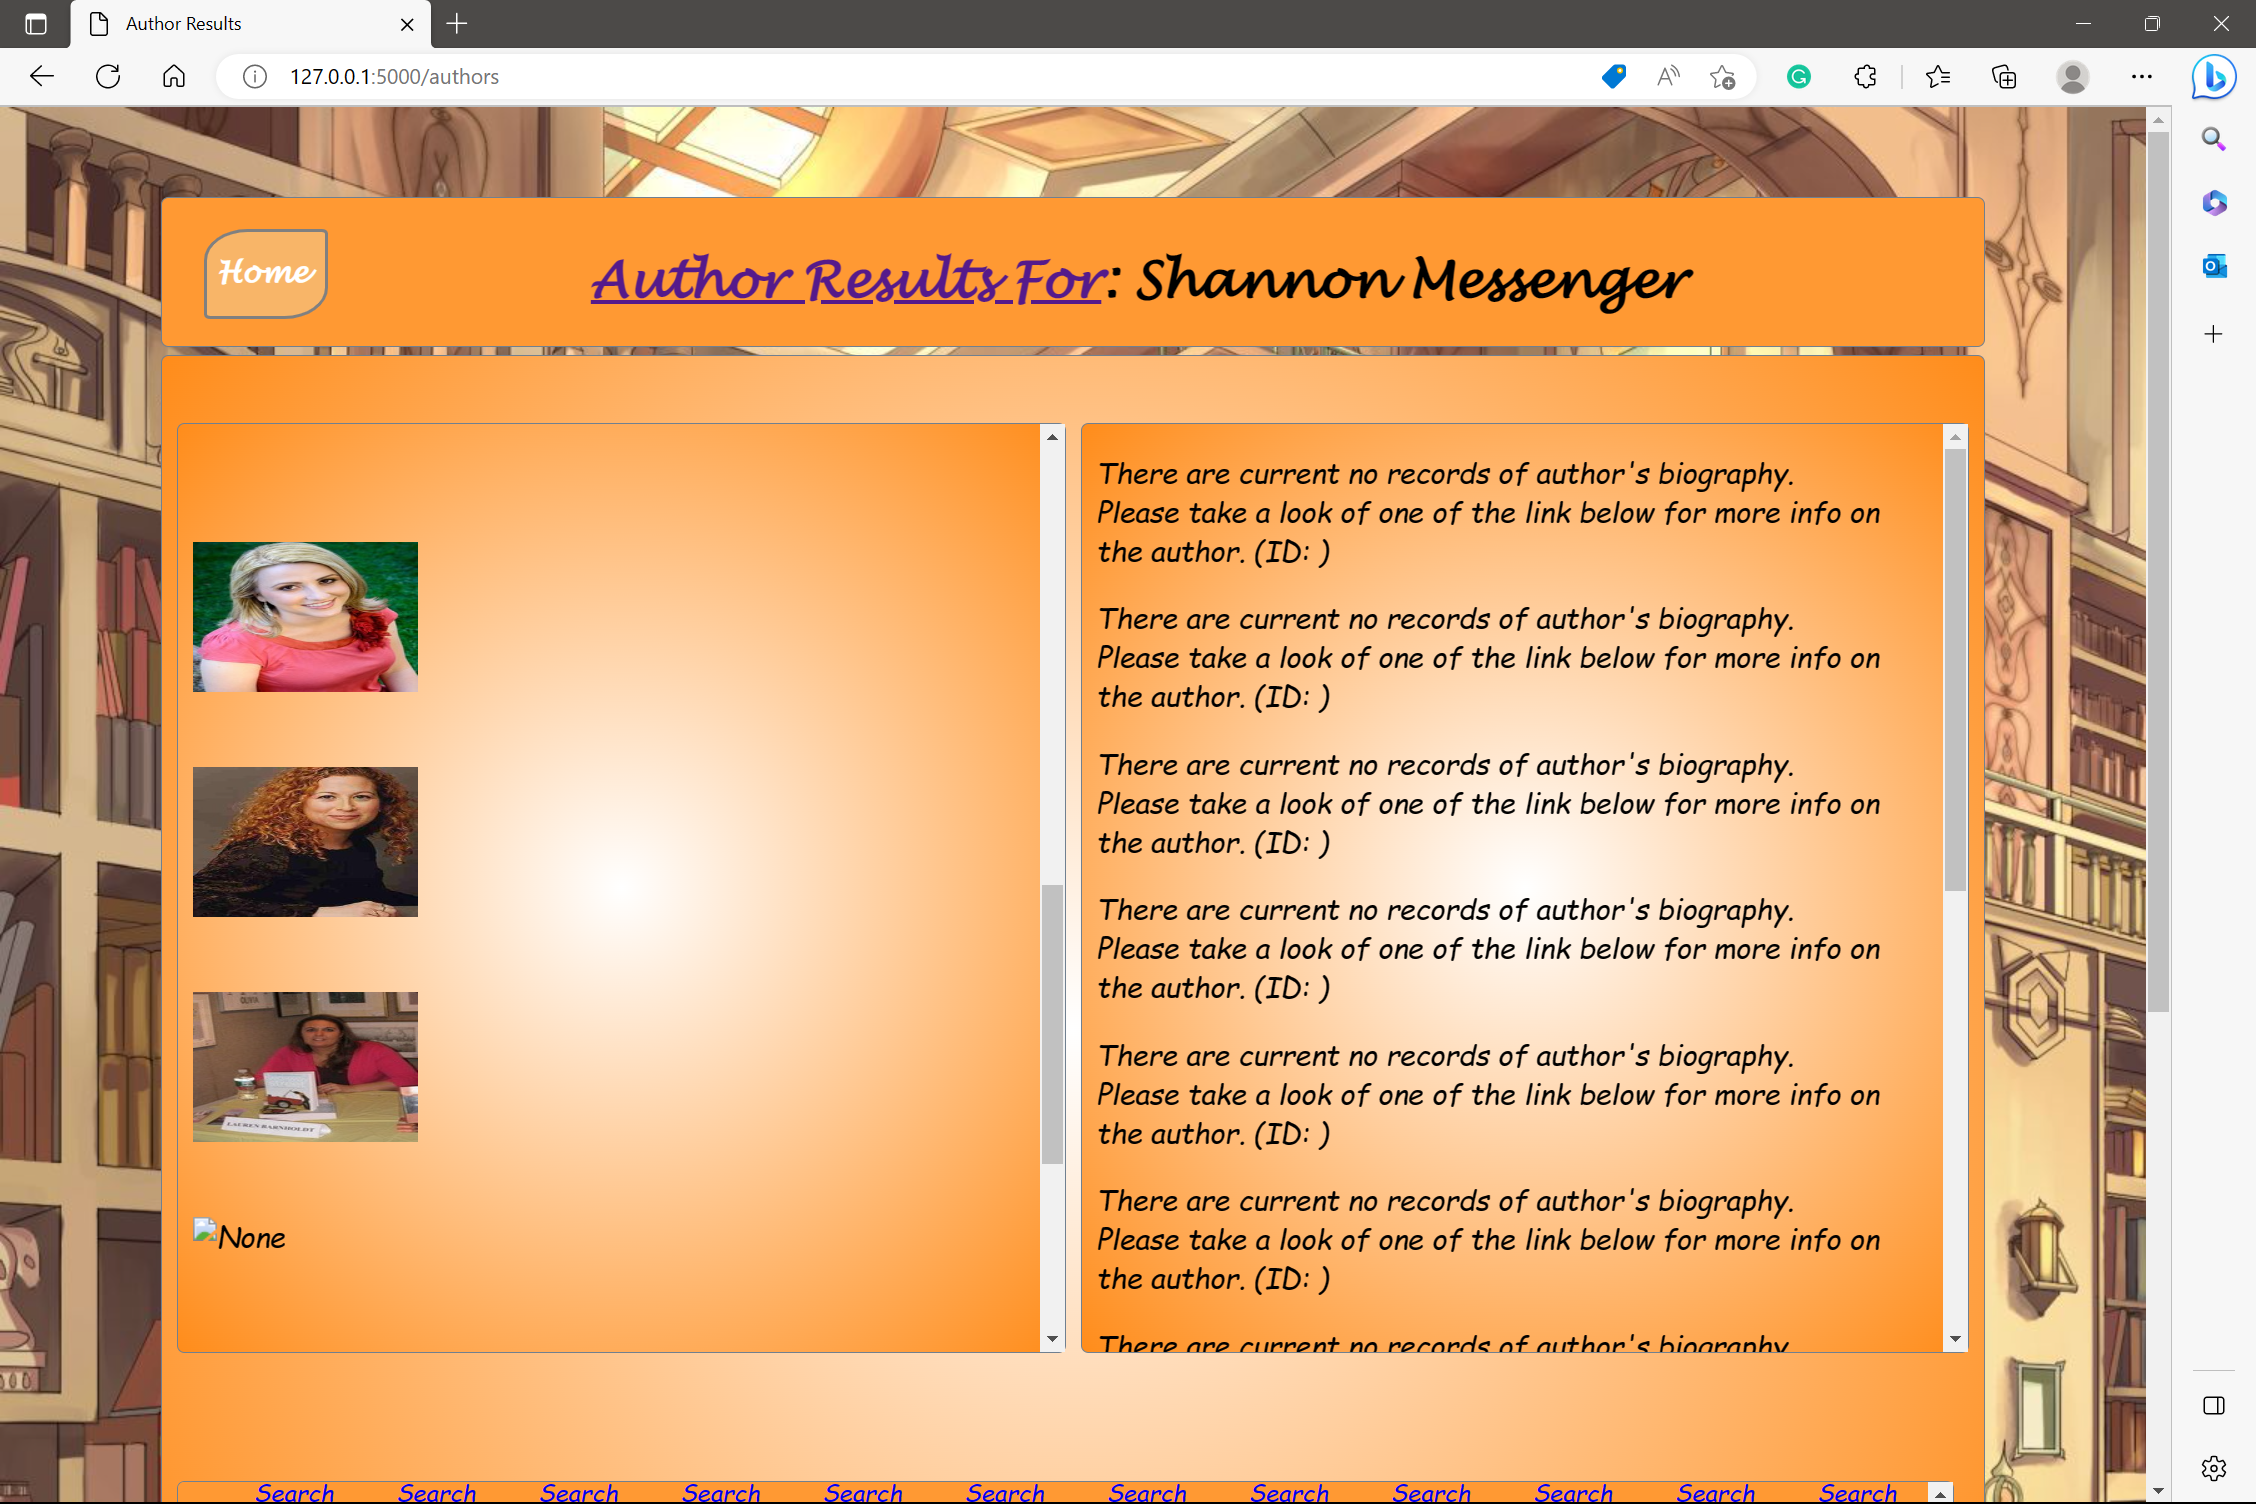 Author Results
127.0.0.1:5000/authors
Home
Author Results For: Shannon Messenger
There are current no records of author's biography.
Please take a look of one of the link below for more info on
the author. (ID: )
There are current no records of author's biography.
Please take a look of one of the link below for more info on
the author. (ID: )
There are current no records of author's biography.
Please take a look of one of the link below for more info on
the author. (ID: )
There are current no records of author's biography.
Please take a look of one of the link below for more info on
the author. (ID: )
There are current no records of author's biography.
Please take a look of one of the link below for more info on
the author. (ID: )
There are current no records of author's biography.
Please take a look of one of the link below for more info on
the author. (ID: )
There are current no records of author's biography.
OLIVIA
LAUREN BARNHOLDT
None
Search Search Search Search Search Search Search Search Search Search Search Search